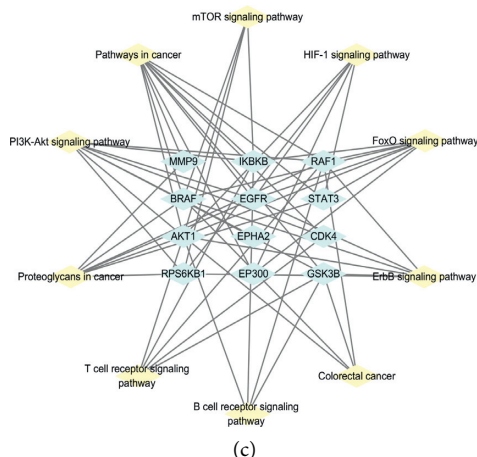 mTOR signaling pathway
Pathways in cancer
HIF-1 signaling pathway
PI3K-Akt signaling pathway
FoxO signaling pathway
MMP9
IKBKB
RAF1
BRAF
EGFR
STAT3
AKT1
EPHA2
CDK4
RPS6KB1
EP300
GSK3B
Proteoglycans in cancer
ErbB signaling pathway
T cell receptor signaling
pathway
Colorectal cancer
B cell receptor signaling
pathway
(c)